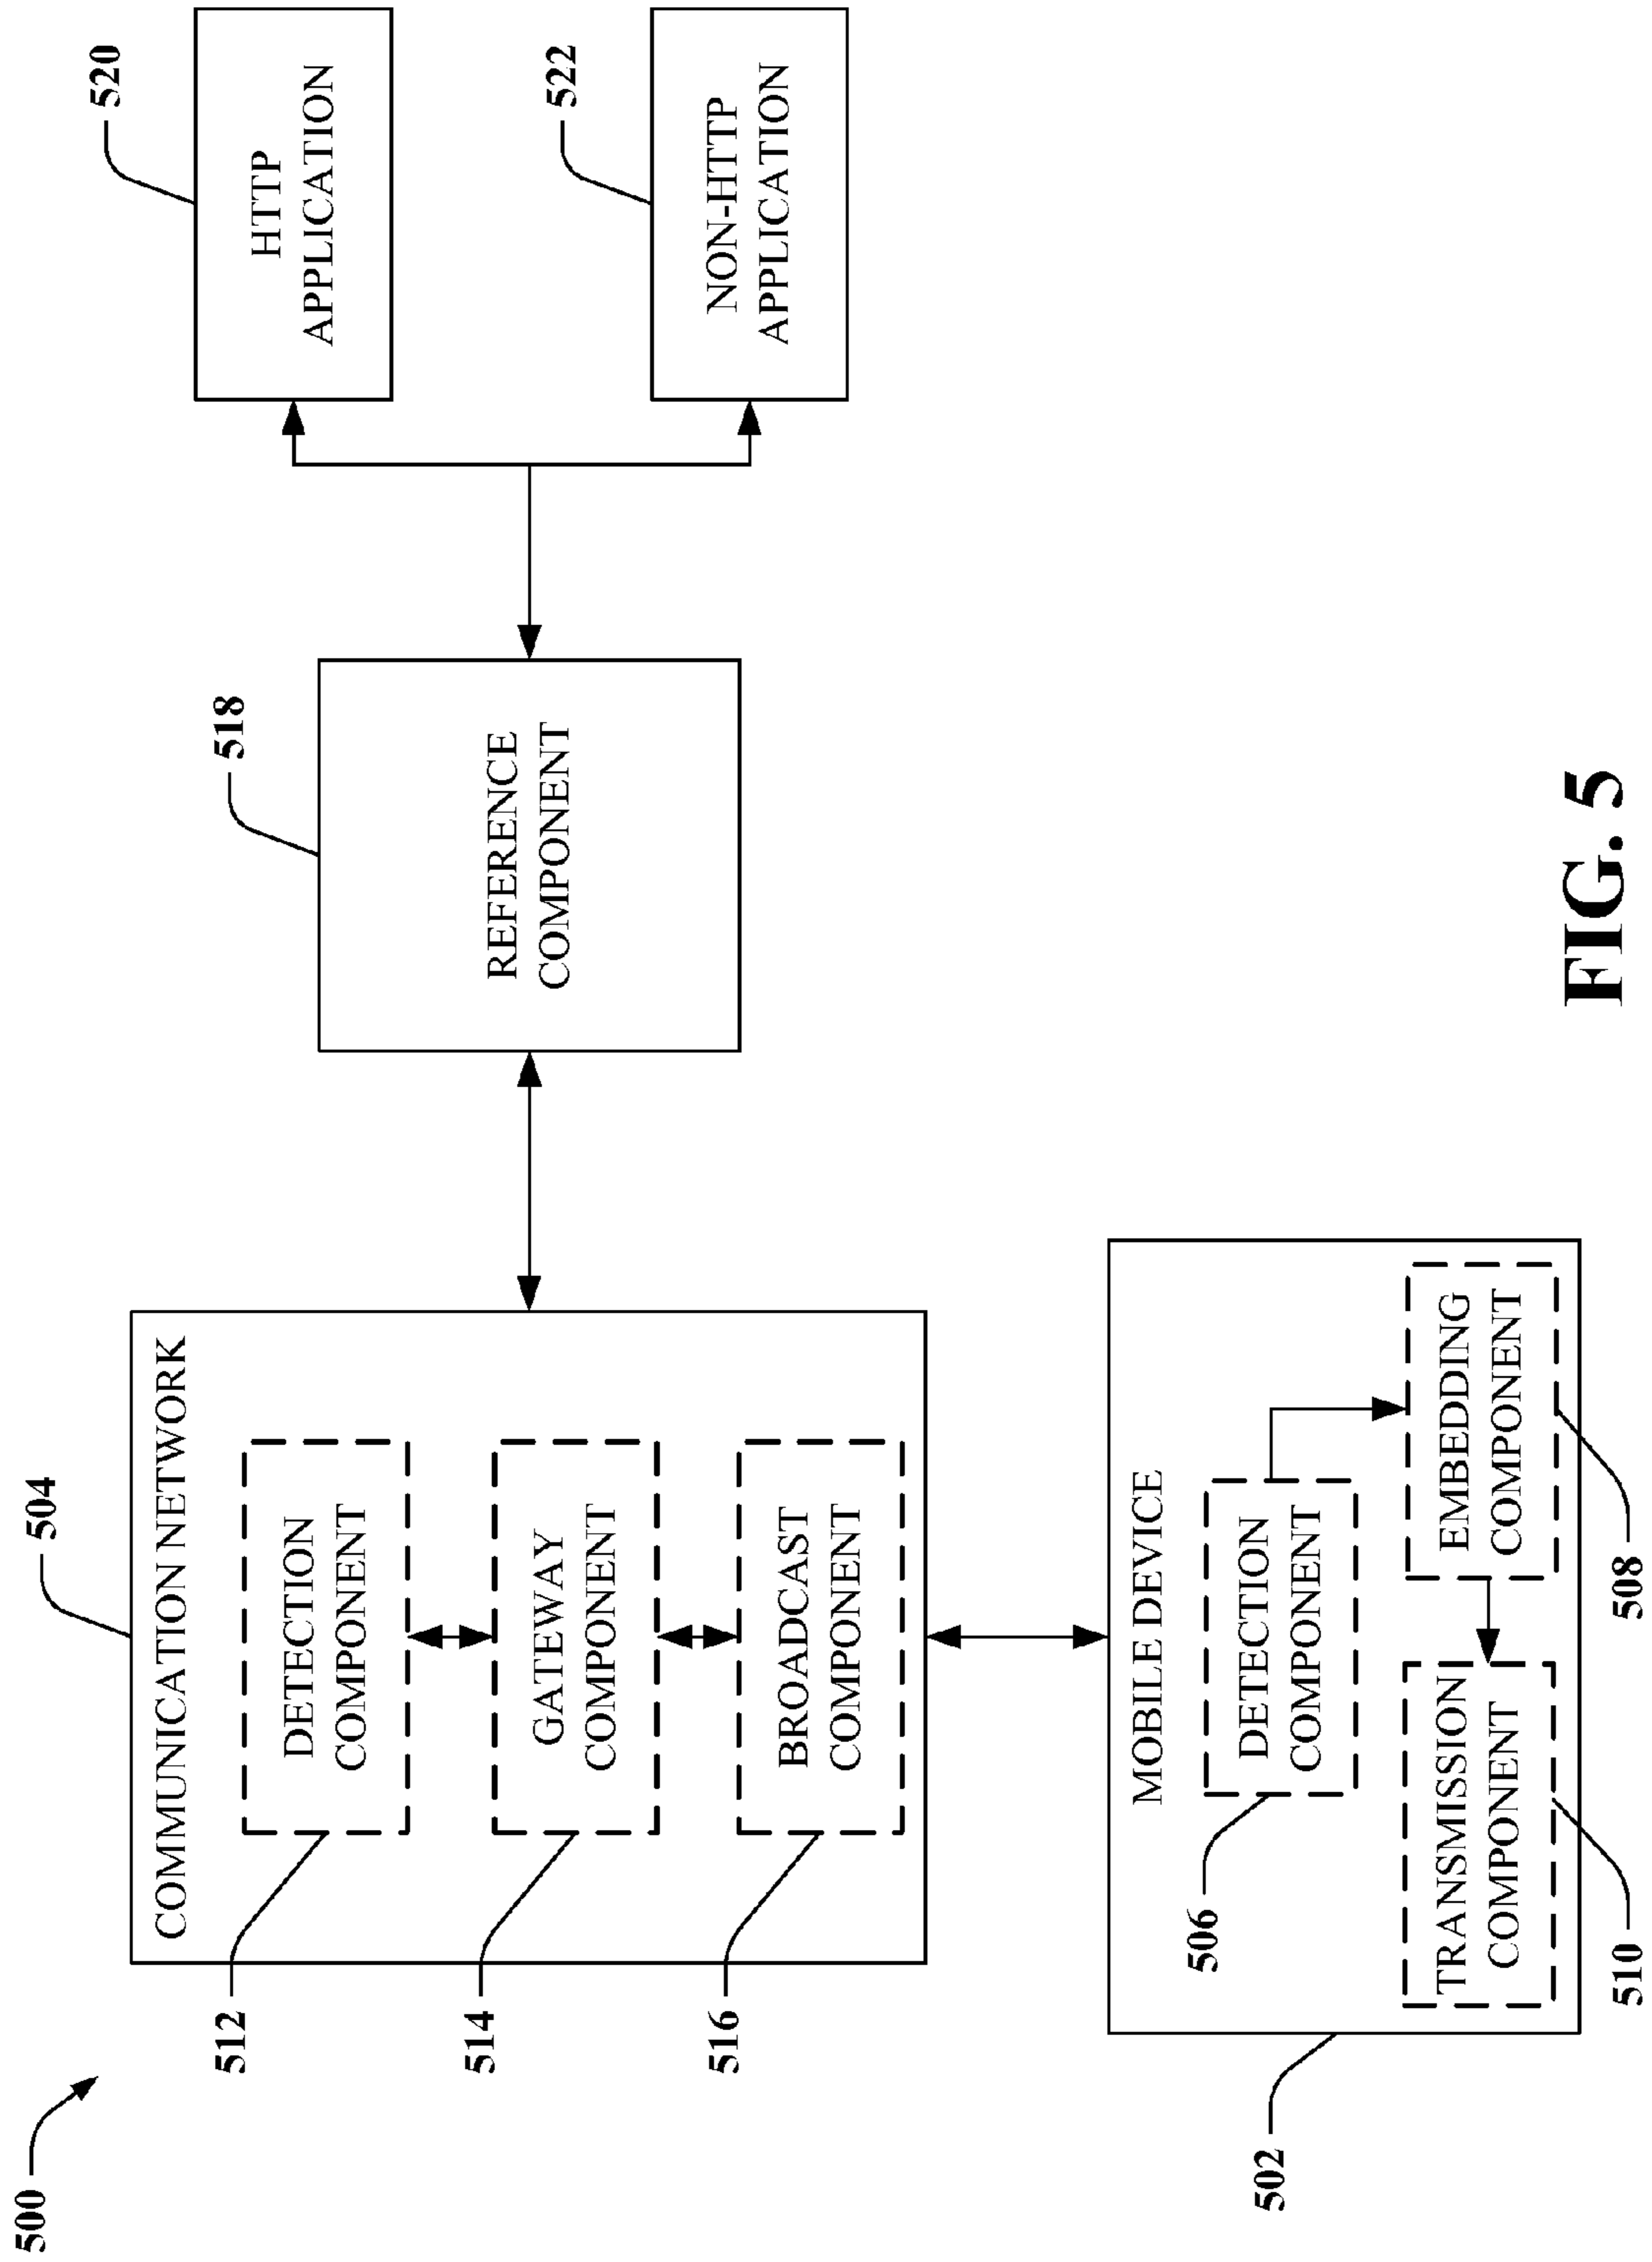 500
504
COMMUNICATION NETWORK
512
DETECTION
COMPONENT
514
GATEWAY
COMPONENT
516
BROADCAST
COMPONENT
518
REFERENCE
COMPONENT
520
HTTP
APPLICATION
522
NON-HTTP
APPLICATION
502
MOBILE DEVICE
506
DETECTION
COMPONENT
TRANSMISSION
COMPONENT
EMBEDDING
COMPONENT
510
508
FIG. 5